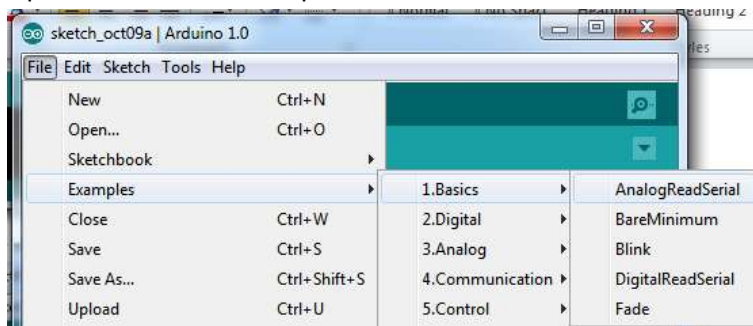 sketch_oct09a | Arduino 1.0
File Edit Sketch Tools Help
New Ctrl+N
Open... Ctrl+O
Sketchbook
Examples 1.Basics AnalogReadSerial
Close Ctrl+W 2.Digital BareMinimum
Save Ctrl+S 3.Analog Blink
Save As... Ctrl+Shift+S 4.Communication DigitalReadSerial
Upload Ctrl+U 5.Control Fade